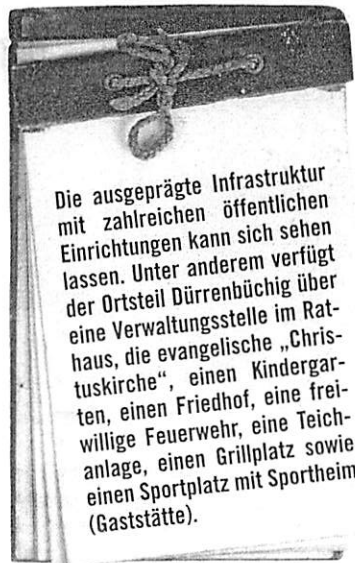 Die ausgeprägte Infrastruktur
mit zahlreichen öffentlichen
Einrichtungen kann sich sehen
lassen. Unter anderem verfügt
der Ortsteil Dürrenbüchig über
eine Verwaltungsstelle im Rat-
haus, die evangelische „Chris-
tuskirche“, einen Kindergar-
ten, einen Friedhof, eine frei-
willige Feuerwehr, eine Teich-
anlage, einen Grillplatz sowie
einen Sportplatz mit Sportheim
(Gaststätte).